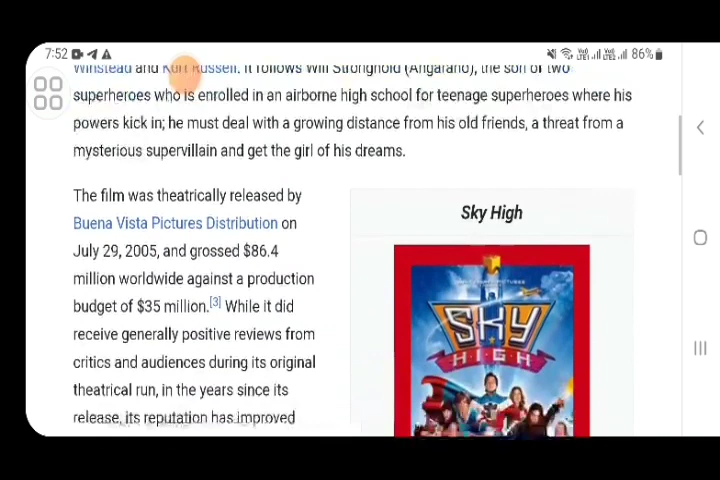 7:52
86%
Winstead and Kurt Russell. It follows Will Stronghold (Angarano), the son of two
superheroes who is enrolled in an airborne high school for teenage superheroes where his
powers kick in; he must deal with a growing distance from his old friends, a threat from a
mysterious supervillain and get the girl of his dreams.
The film was theatrically released by
Buena Vista Pictures Distribution on
July 29, 2005, and grossed $86.4
million worldwide against a production
budget of $35 million.[3] While it did
receive generally positive reviews from
critics and audiences during its original
theatrical run, in the years since its
release, its reputation has improved
Sky High
SKY
HIGH